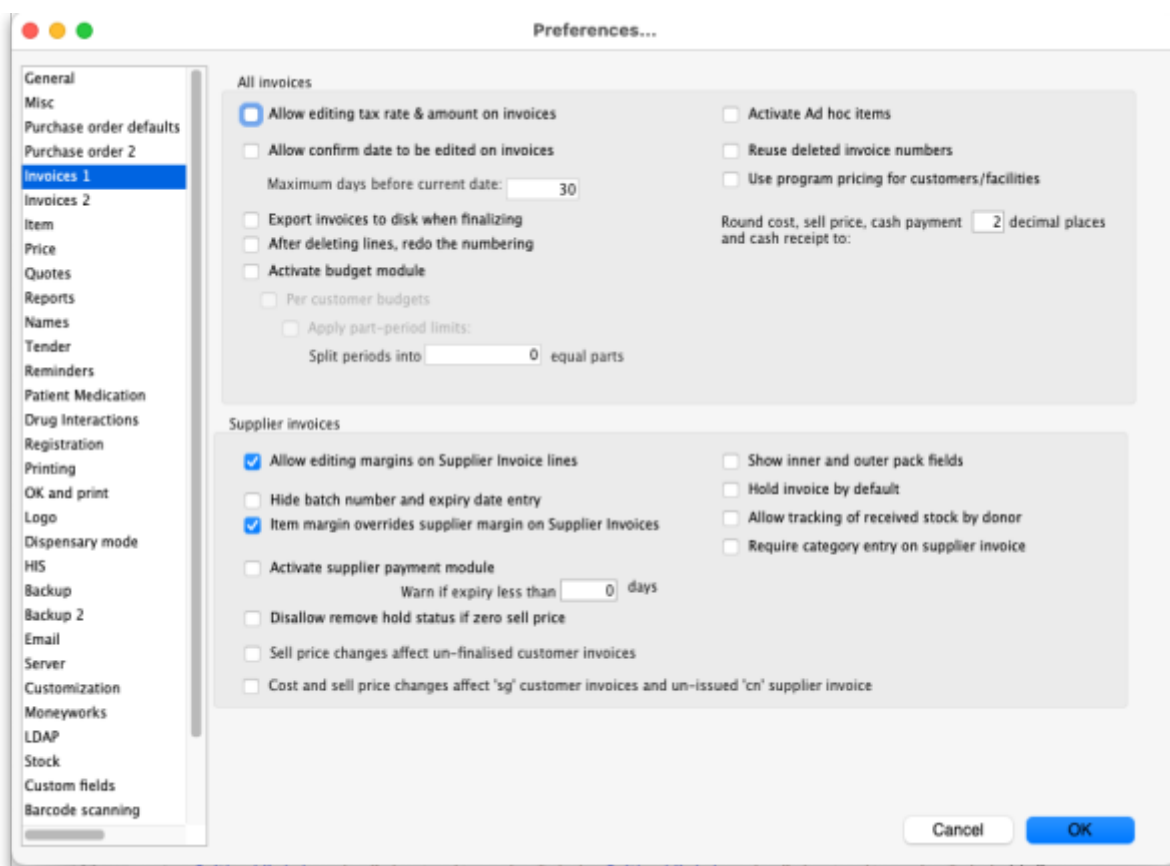 Preferences...
General
Misc
Purchase order defaults
Purchase order 2
Invoices 1
Invoices 2
Item
Price
Quotes
Reports
Names
Tender
Reminders
Patient Medication
Drug Interactions
Registration
Printing
OK and print
Logo
Dispensary mode
HIS
Backup
Backup 2
Email
Server
Customization
Moneyworks
LDAP
Stock
Custom fields
Barcode scanning
All invoices
Allow editing tax rate & amount on invoices
Allow confirm date to be edited on invoices
Maximum days before current date: 30
Export invoices to disk when finalizing
After deleting lines, redo the numbering
Activate budget module
Per customer budgets
Apply part-period limits:
Split periods into 0 equal parts
Activate Ad hoc items
Reuse deleted invoice numbers
Use program pricing for customers/facilities
Round cost, sell price, cash payment 2 decimal places
and cash receipt to:
Supplier invoices
Allow editing margins on Supplier Invoice lines
Hide batch number and expiry date entry
Item margin overrides supplier margin on Supplier Invoices
Activate supplier payment module
Warn if expiry less than 0 days
Disallow remove hold status if zero sell price
Sell price changes affect un-finalised customer invoices
Cost and sell price changes affect 'sg' customer invoices and un-issued 'cn' supplier invoice
Show inner and outer pack fields
Hold invoice by default
Allow tracking of received stock by donor
Require category entry on supplier invoice
Cancel
OK